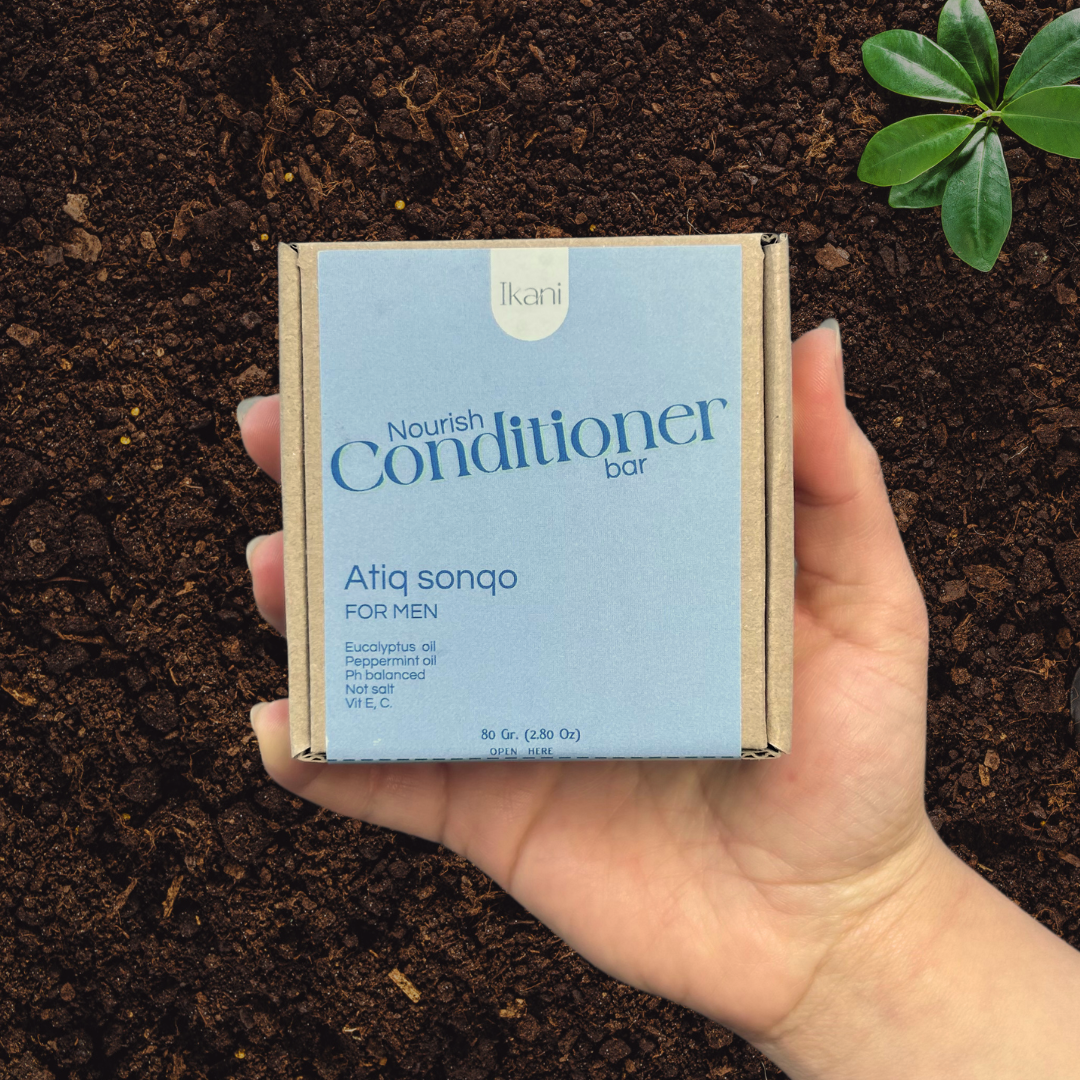 Ikani
Nourish
Conditioner
bar
Atiq sonqo
FOR MEN
Eucalyptus oil
Peppermint oil
Ph balanced
Not salt
Vit E, C.
80 Gr. (2.80 Oz)
OPEN HERE